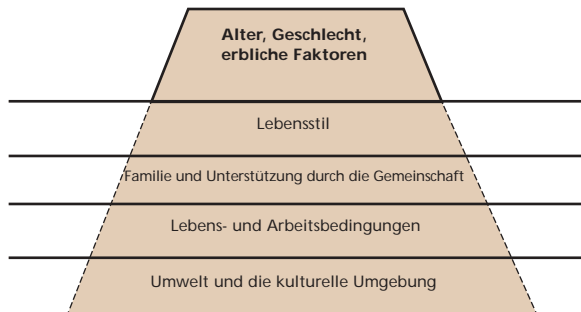 Alter, Geschlecht,
erbliche Faktoren
Lebensstil
Familie und Unterstützung durch die Gemeinschaft
Lebens- und Arbeitsbedingungen
Umwelt und die kulturelle Umgebung